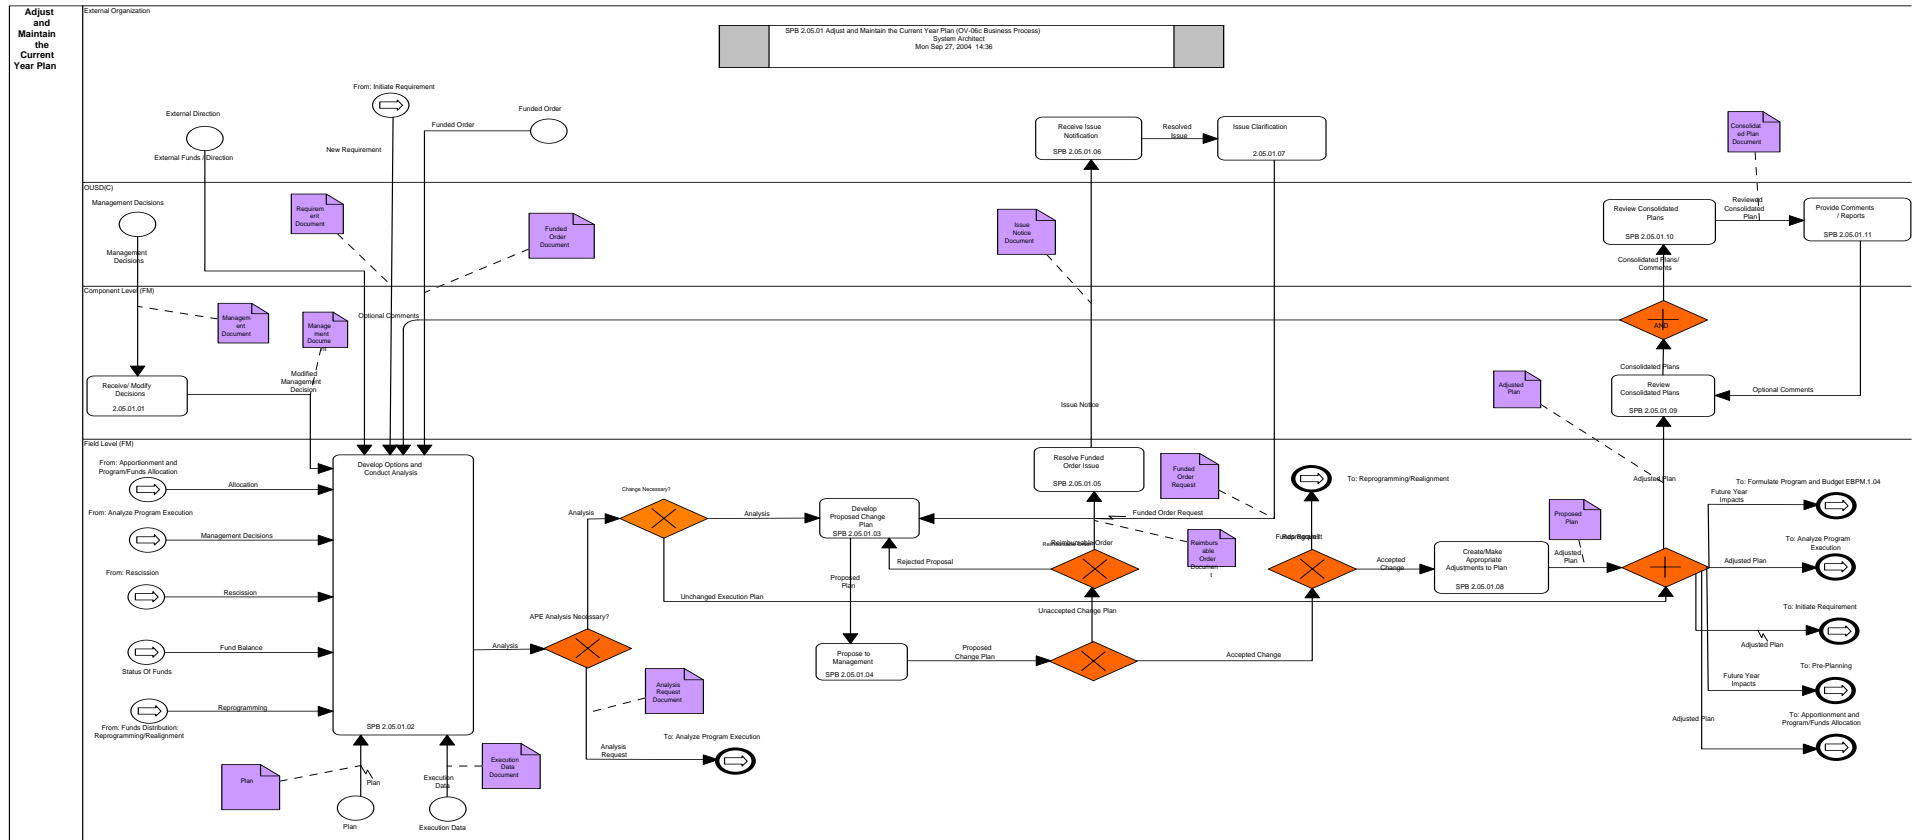 Adjust
and
Maintain
the
Current
Year Plan
External Organization
SPB 2.05.01 Adjust and Maintain the Current Year Plan (OV-06c Business Process)
System Architect
Mon Sep 27, 2004 14:36
From: Initiate Requirement
External Direction
Funded Order
Funded Order
New Requirement
External Funds / Direction
Receive Issue
Notification
SPB 2.05.01.06
Resolved
Issue
Issue Clarification
2.05.01.07
Consolidat
ed Plan
Document
OUSD(C)
Management Decisions
Management
Decisions
Requirem
ent
Document
Funded
Order
Document
Issue
Notice
Document
Review Consolidated
Plans
SPB 2.05.01.10
Reviewed
Consolidated
Plan
Provide Comments
/ Reports
SPB 2.05.01.11
Consolidated Plans/
Comments
Component Level (FM)
Managem
ent
Document
Manage
ment
Docume
nt
Optional Comments
AND
Receive/ Modify
Decisions
2.05.01.01
Modified
Management
Decision
Issue Notice
Adjusted
Plan
Consolidated Plans
Review
Consolidated Plans
SPB 2.05.01.09
Optional Comments
Field Level (FM)
From: Apportionment and
Program/Funds Allocation
Allocation
From: Analyze Program Execution
Management Decisions
From: Rescission
Rescission
Fund Balance
Status Of Funds
Reprogramming
From: Funds Distribution:
Reprogramming/Realignment
Develop Options and
Conduct Analysis
SPB 2.05.01.02
Plan
Plan
Plan
Execution
Data
Execution Data
Execution
Data
Document
Analysis
APE Analysis Necessary?
Analysis
Change Necessary?
Analysis
Analysis
Request
Document
Analysis
Request
To: Analyze Program Execution
Develop
Proposed Change
Plan
SPB 2.05.01.03
Unchanged Execution Plan
Proposed
Plan
Propose to
Management
SPB 2.05.01.04
Proposed
Change Plan
Rejected Proposal
Resolve Funded
Order Issue
SPB 2.05.01.05
Funded Order Request
Funded
Order
Request
Reimburs
able
Order
Documen
t
Reimbursable Order
Reimbursable Order
Unaccepted Change Plan
Accepted Change
To: Reprogramming/Realignment
Accepted
Change
Create/Make
Appropriate
Adjustments to Plan
SPB 2.05.01.08
Proposed
Plan
Adjusted
Plan
Adjusted Plan
Future Year
Impacts
To: Formulate Program and Budget EBPM.1.04
To: Analyze Program
Execution
Adjusted Plan
To: Initiate Requirement
Adjusted Plan
To: Pre-Planning
Future Year
Impacts
Adjusted Plan
To: Apportionment and
Program/Funds Allocation